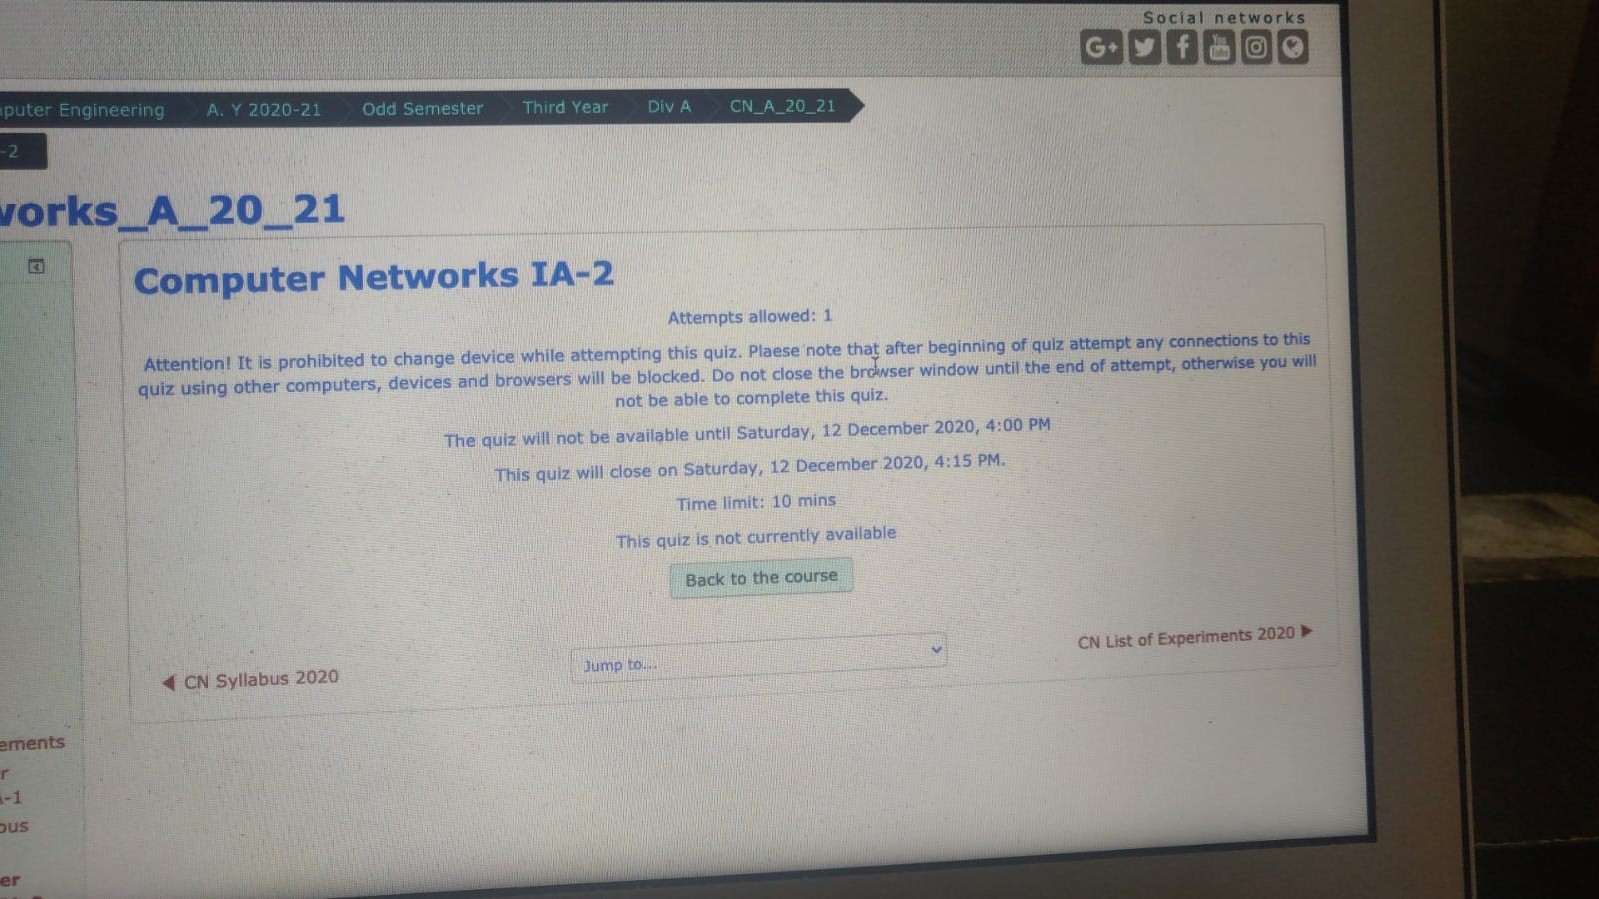 Social networks
G+ You Tube
puter Engineering A. Y 2020-21 Odd Semester Third Year Div A CN_A_20_21
-2
works_A_20_21
Computer Networks IA-2
Attempts allowed: 1
Attention! It is prohibited to change device while attempting this quiz. Plaese note that after beginning of quiz attempt any connections to this
quiz using other computers, devices and browsers will be blocked. Do not close the browser window until the end of attempt, otherwise you will
not be able to complete this quiz.
The quiz will not be available until Saturday, 12 December 2020, 4:00 PM
This quiz will close on Saturday, 12 December 2020, 4:15 PM.
Time limit: 10 mins
This quiz is not currently available
Back to the course
CN Syllabus 2020
Jump to...
CN List of Experiments 2020
ements
r
-1
ous
er